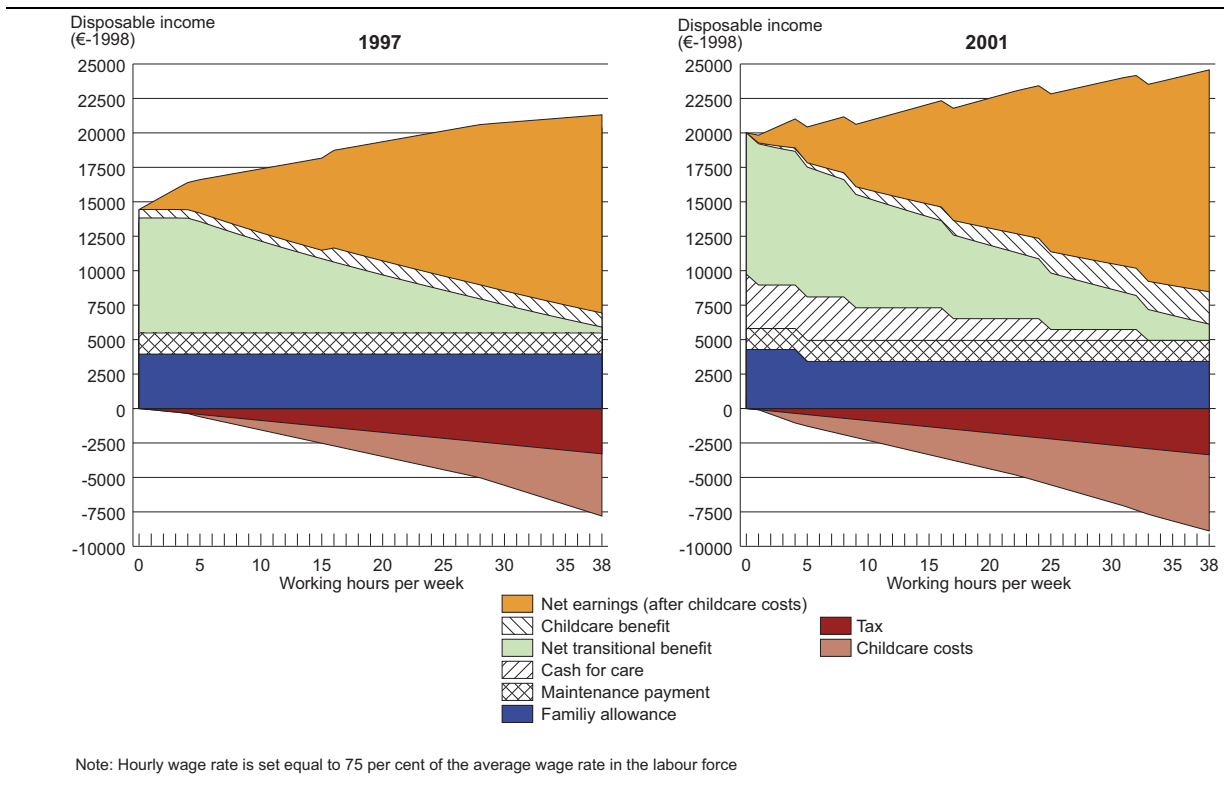 Disposable income
(€-1998)
1997
25000
22500
20000
17500
15000
12500
10000
7500
5000
2500
0
-2500
-5000
-7500
-10000
0 5 10 15 20 25 30 35 38
Working hours per week
Disposable income
(€-1998)
2001
25000
22500
20000
17500
15000
12500
10000
7500
5000
2500
0
-2500
-5000
-7500
-10000
0 5 10 15 20 25 30 35 38
Working hours per week
Net earnings (after childcare costs)
Childcare benefit
Net transitional benefit
Cash for care
Maintenance payment
Familiy allowance
Tax
Childcare costs
Note: Hourly wage rate is set equal to 75 per cent of the average wage rate in the labour force